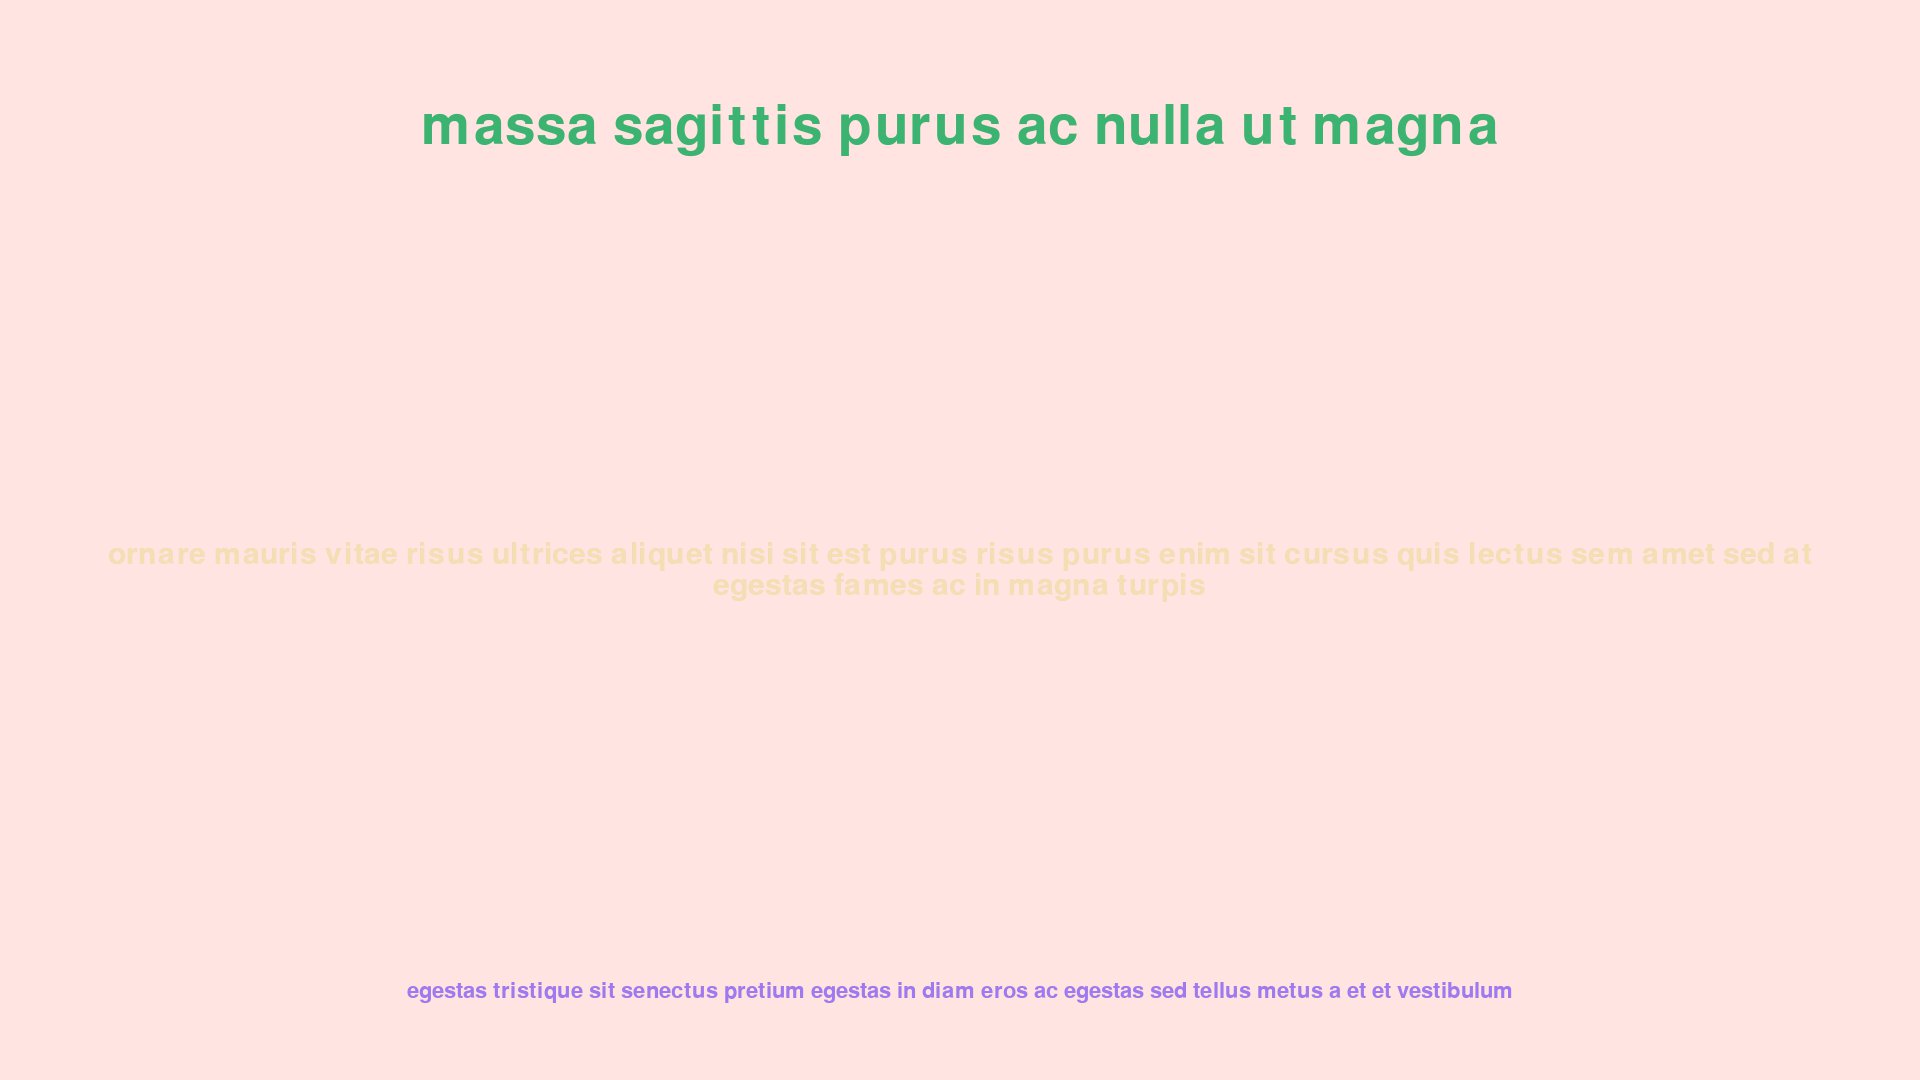 massa sagittis purus ac nulla ut magna
ornare mauris vitae risus ultrices aliquet nisi sit est purus risus purus enim sit cursus quis lectus sem amet sed at
egestas fames ac in magna turpis
egestas tristique sit senectus pretium egestas in diam eros ac egestas sed tellus metus a et et vestibulum